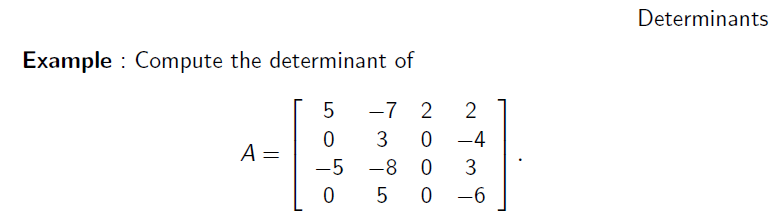 Determinants
Example : Compute the determinant of
5 −7 2 2
0 3 0 −4
A =
−5 −8 0 3 .
0 5 0 −6